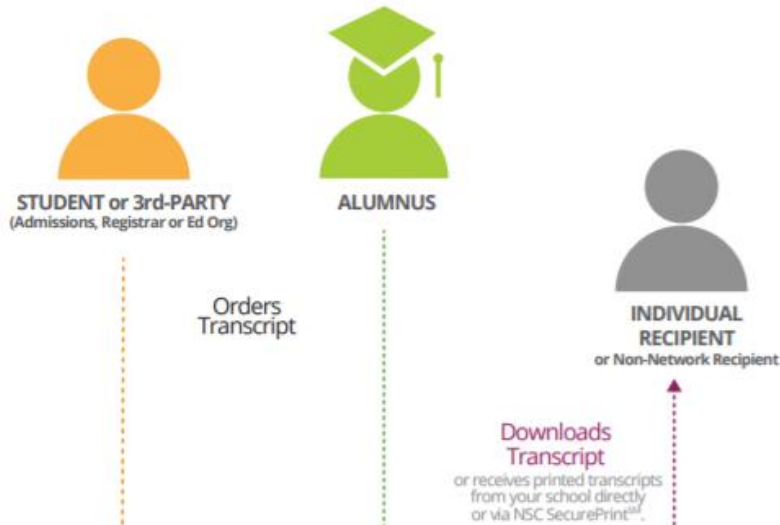 STUDENT or 3rd-PARTY
(Admissions, Registrar or Ed Org)
ALUMNUS
Orders
Transcript
INDIVIDUAL
RECIPIENT
or Non-Network Recipient
Downloads
Transcript
or receives printed transcripts
from your school directly
or via NSC SecurePrint℠.